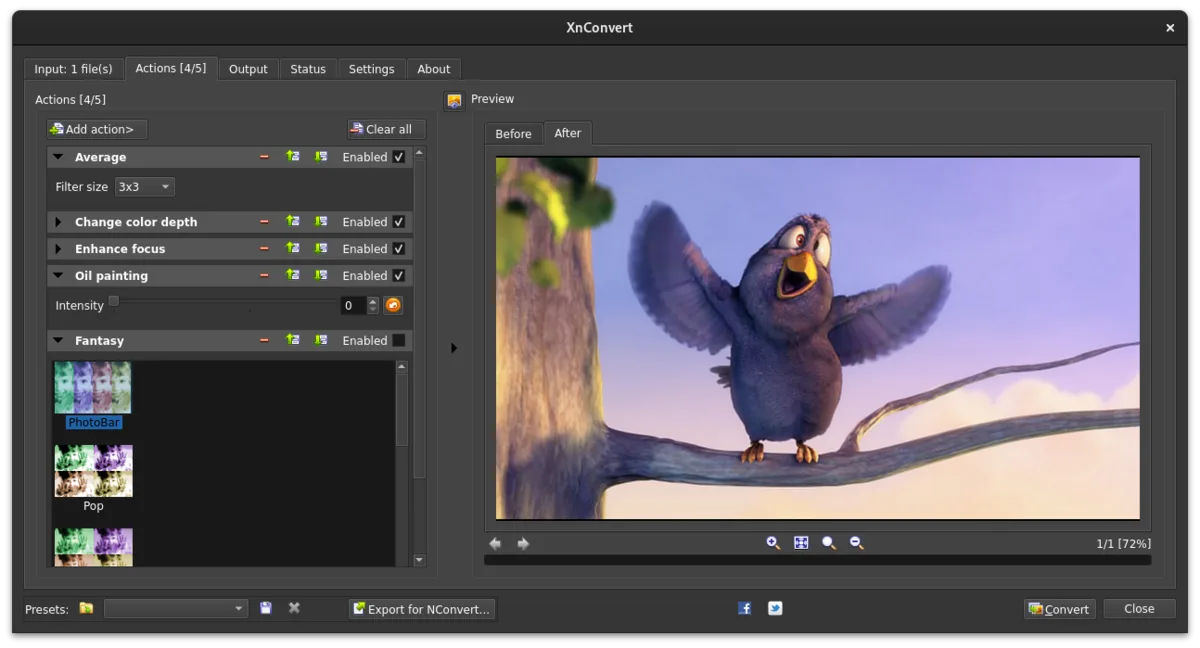 XnConvert
Input: 1 file(s) Actions [4/5] Output Status Settings About
Actions [4/5]
Preview
Add action>
Clear all
Before After
Average Enabled
Filter size 3x3
Change color depth Enabled
Enhance focus Enabled
Oil painting Enabled
Intensity 0
Fantasy Enabled
PhotoBar
Pop
1/1 [72%]
Presets:
Export for NConvert...
Convert
Close